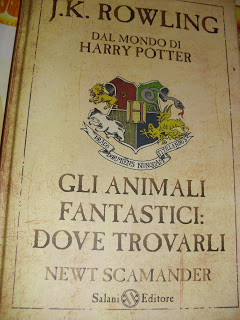 J.K. ROWLING
DAL MONDO DI
HARRY POTTER
H
GLI ANIMALI
FANTASTICI:
DOVE TROVARLI
NEWT SCAMANDER
Salani Editore